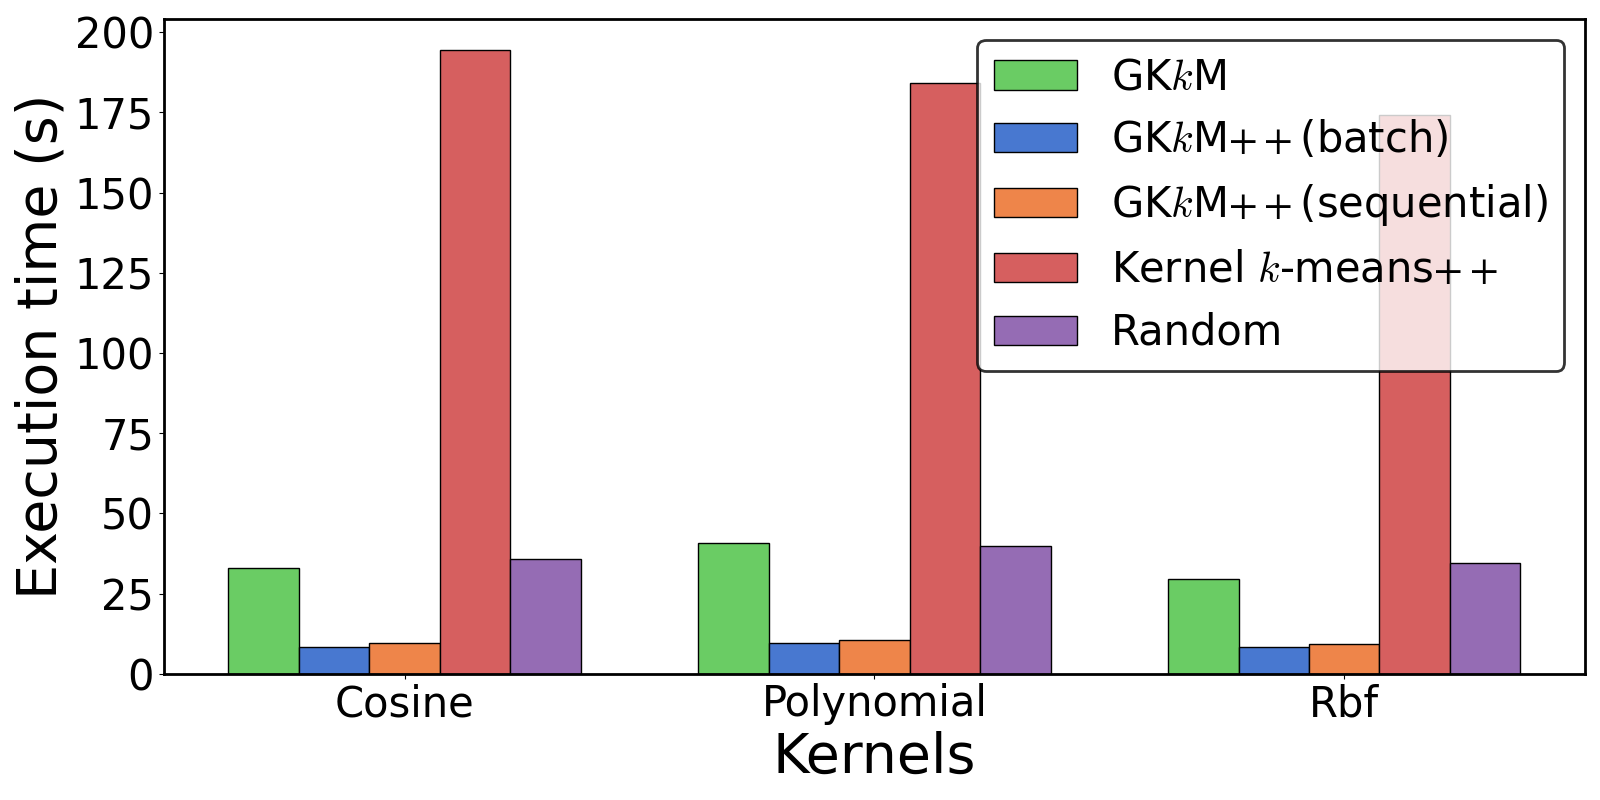 Execution time (s)
200
175
150
125
100
75
50
25
0
GKkM
GKkM++(batch)
GKkM++(sequential)
Kernel k-means++
Random
Cosine
Polynomial
Rbf
Kernels